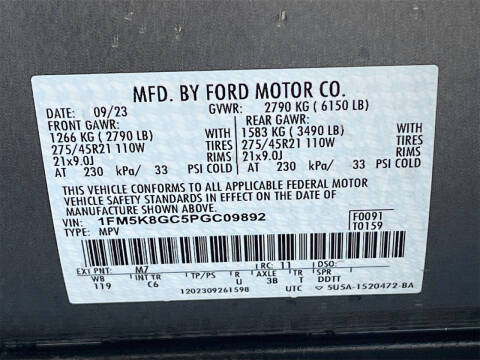 MFD. BY FORD MOTOR CO.
DATE: 09/23 GVWR: 2790 KG ( 6150 LB)
FRONT GAWR: REAR GAWR:
1266 KG ( 2790 LB) WITH 1583 KG ( 3490 LB) WITH
275/45R21 110W TIRES 275/45R21 110W TIRES
21x9.0J RIMS 21x9.0J RIMS
AT 230 kPa/ 33 PSI COLD AT 230 kPa/ 33 PSI COLD
THIS VEHICLE CONFORMS TO ALL APPLICABLE FEDERAL MOTOR
VEHICLE SAFETY STANDARDS IN EFFECT ON THE DATE OF
MANUFACTURE SHOWN ABOVE.
VIN: 1FM5K8GC5PGC09892 F0091
TYPE: MPV T0159
EXT PNT: M7 RC: 11 DSO:
WB INT TR TP/PS R AXLE TR SPR
119 C6 U 3B T DDTT
1202309261598 UTC 5U5A-1520472-BA